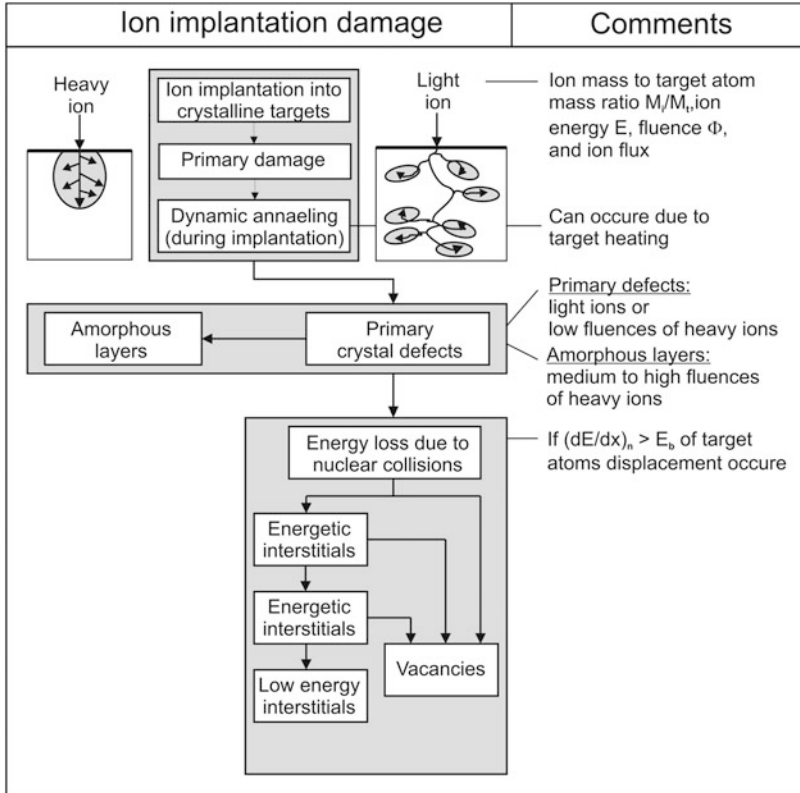 Ion implantation damage
Comments
Heavy
ion
Ion implantation into
crystalline targets
Primary damage
Dynamic annaeling
(during implantation)
Light
ion
Ion mass to target atom
mass ratio Mᵢ/Mₜ,ion
energy E, fluence Φ,
and ion flux
Can occure due to
target heating
Amorphous
layers
Primary
crystal defects
Primary defects:
light ions or
low fluences of heavy ions
Amorphous layers:
medium to high fluences
of heavy ions
Energy loss due to
nuclear collisions
If (dE/dx)ₙ > E_b of target
atoms displacement occure
Energetic
interstitials
Energetic
interstitials
Vacancies
Low energy
interstitials